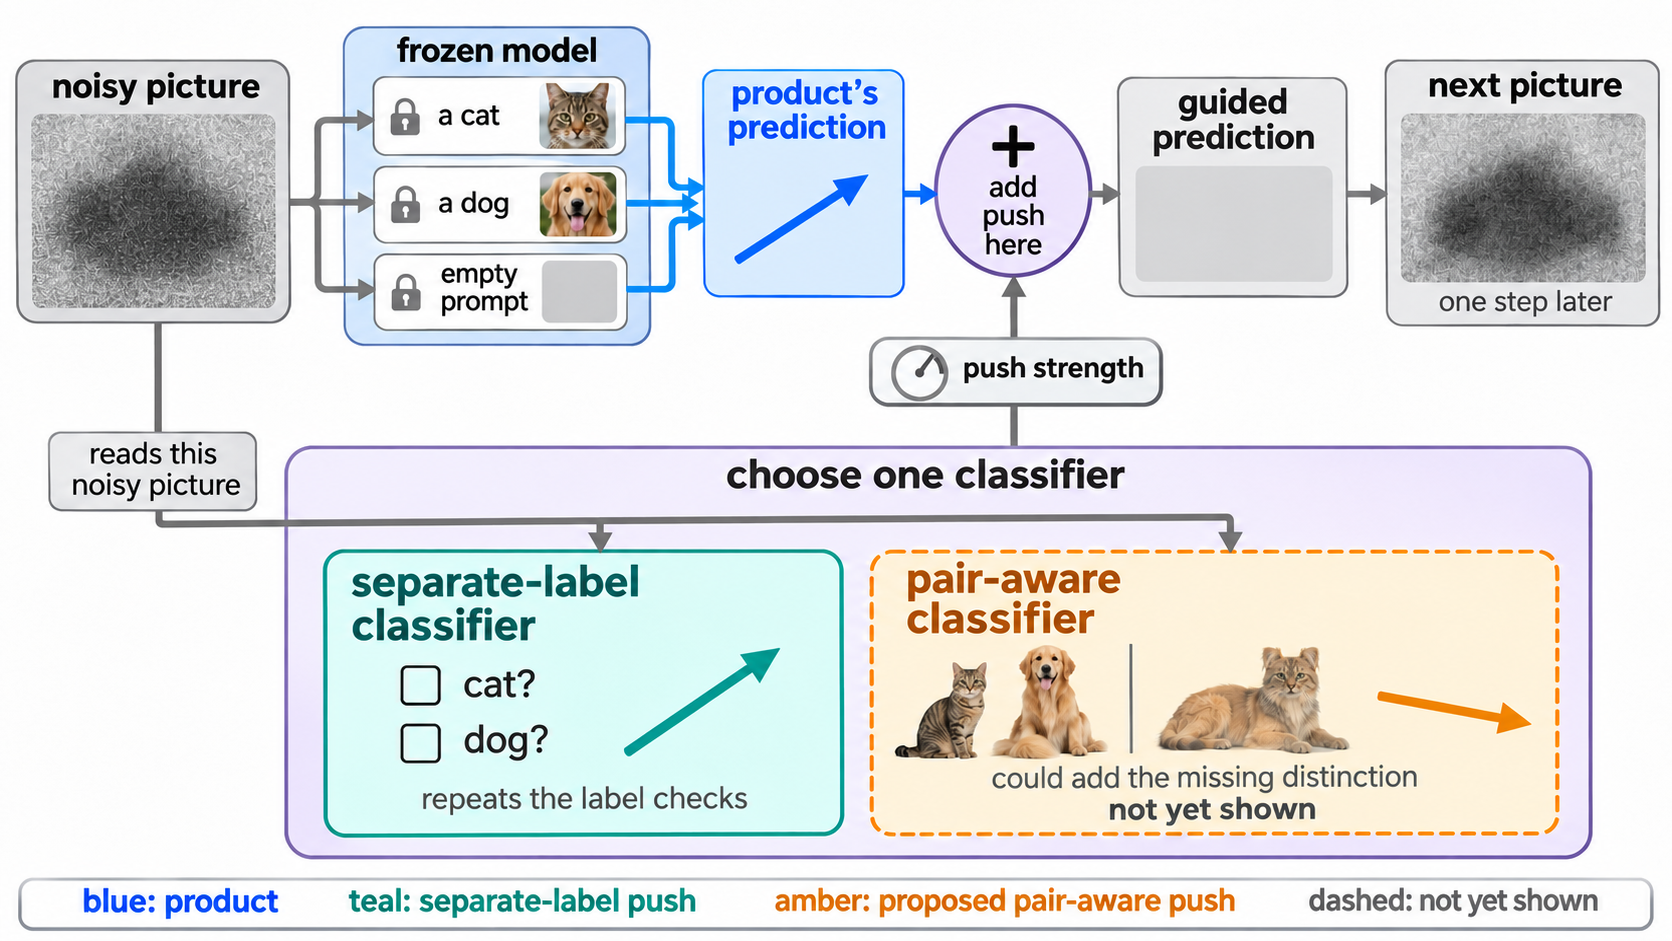 noisy picture
frozen model
a cat
a dog
empty
prompt
product's
prediction
+
add
push
here
guided
prediction
next picture
one step later
push strength
reads this
noisy picture
choose one classifier
separate-label
classifier
cat?
dog?
repeats the label checks
pair-aware
classifier
could add the missing distinction
not yet shown
blue: product
teal: separate-label push
amber: proposed pair-aware push
dashed: not yet shown